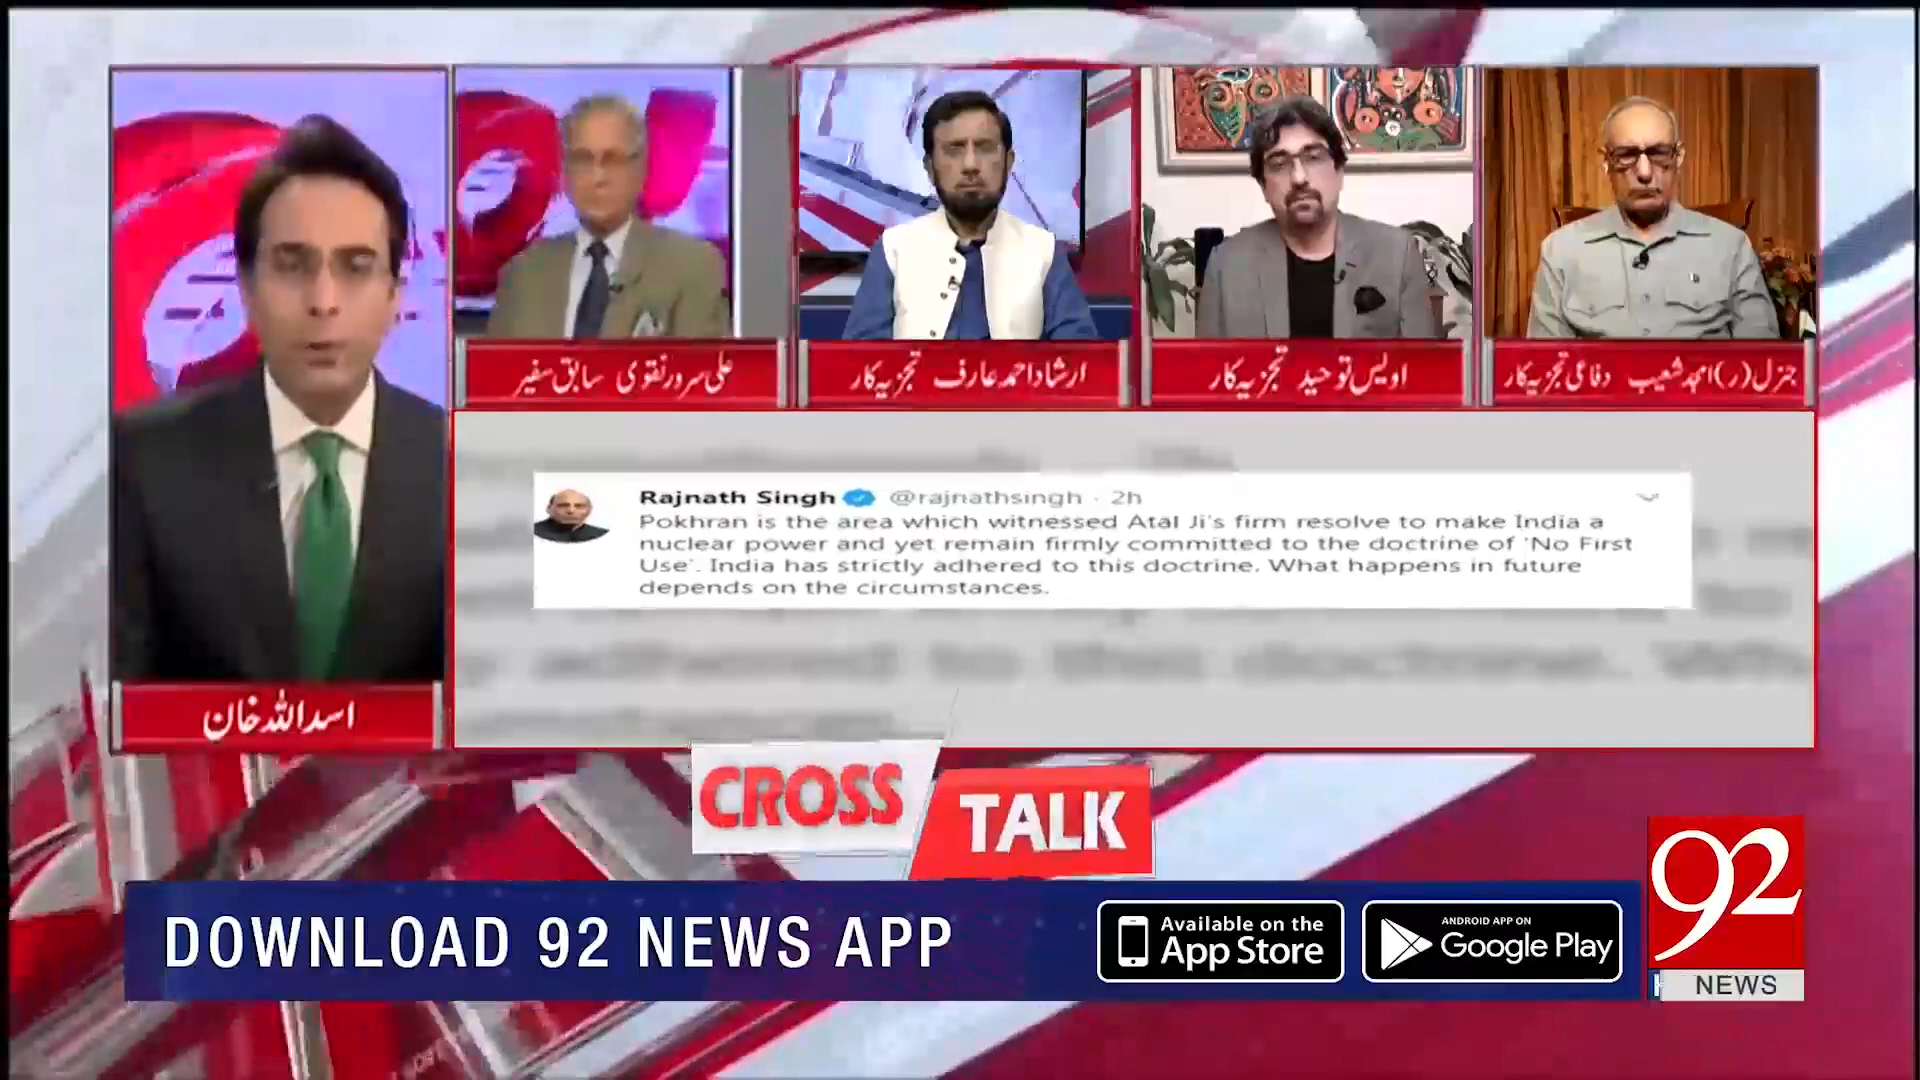 علی سرور نقوی سابق سفیر
ارشاد احمد عارف تجزیہ کار
اویس توحید تجزیہ کار
جنرل (ر) امجد شعیب دفاعی تجزیہ کار
Rajnath Singh @rajnathsingh · 2h
Pokhran is the area which witnessed Atal Ji's firm resolve to make India a
nuclear power and yet remain firmly committed to the doctrine of 'No First
Use'. India has strictly adhered to this doctrine. What happens in future
depends on the circumstances.
اسد اللہ خان
CROSS
TALK
DOWNLOAD 92 NEWS APP
Available on the
App Store
ANDROID APP ON
Google Play
92
NEWS